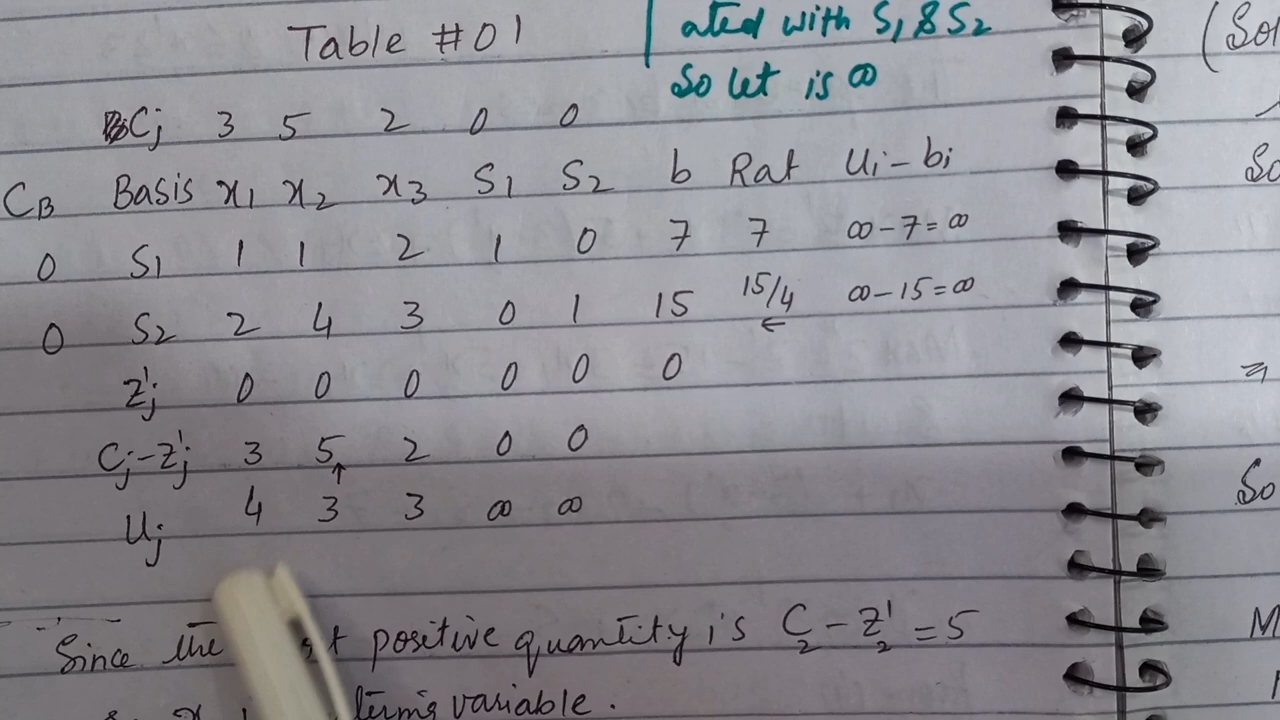 Table #01
ated with S₁ & S₂
So let is ∞
(Sol
Cj 3 5 2 0 0
CB Basis x₁ x₂ x₃ S₁ S₂ b Rat Ui-bi
0 S₁ 1 1 2 1 0 7 7 ∞-7=∞
0 S₂ 2 4 3 0 1 15 15/4 ∞-15=∞
←
Z'j 0 0 0 0 0 0
Cj-Z'j 3 5↑ 2 0 0
Uj 4 3 3 ∞ ∞
So
Since the positive quantity is C₂-Z'₂=5
variable.